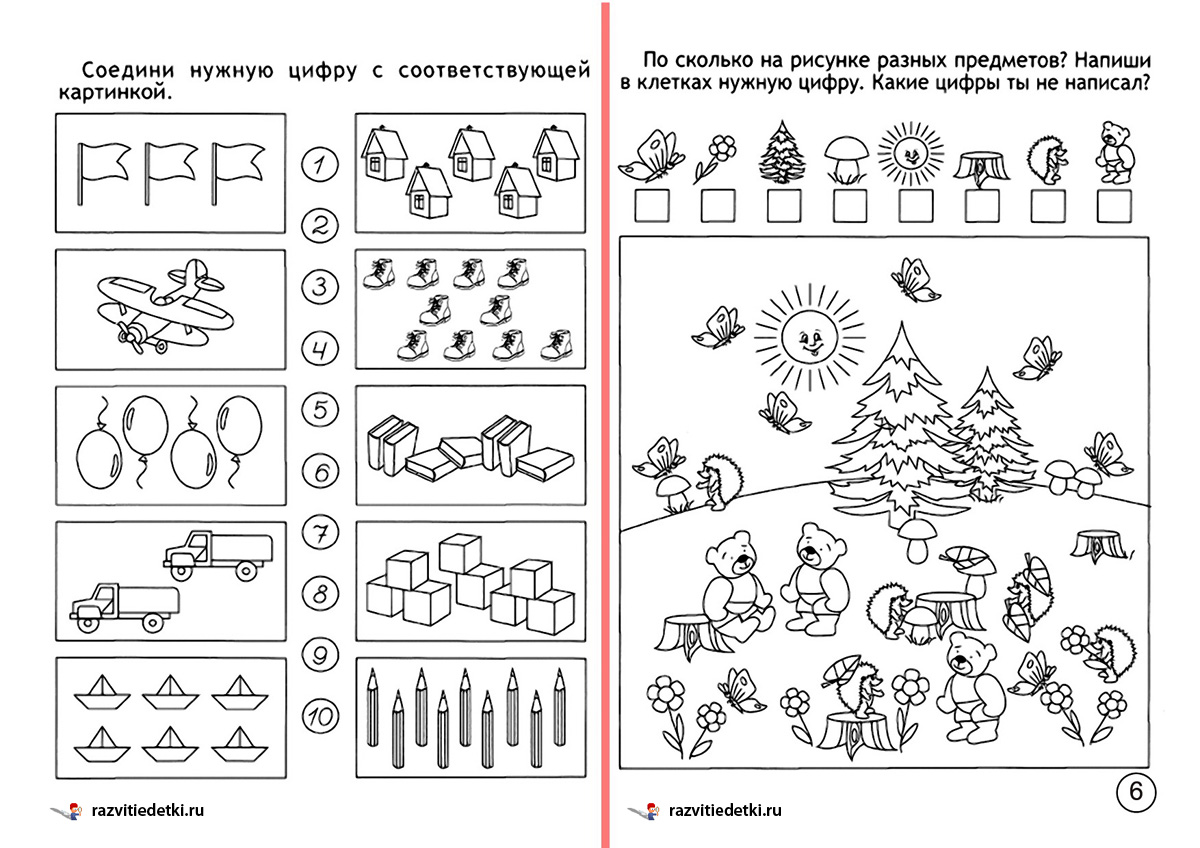 Соедини нужную цифру с соответствующей
картинкой.
1
2
3
4
5
6
7
8
9
10
razvitiedetki.ru
По сколько на рисунке разных предметов? Напиши
в клетках нужную цифру. Какие цифры ты не написал?
6
razvitiedetki.ru